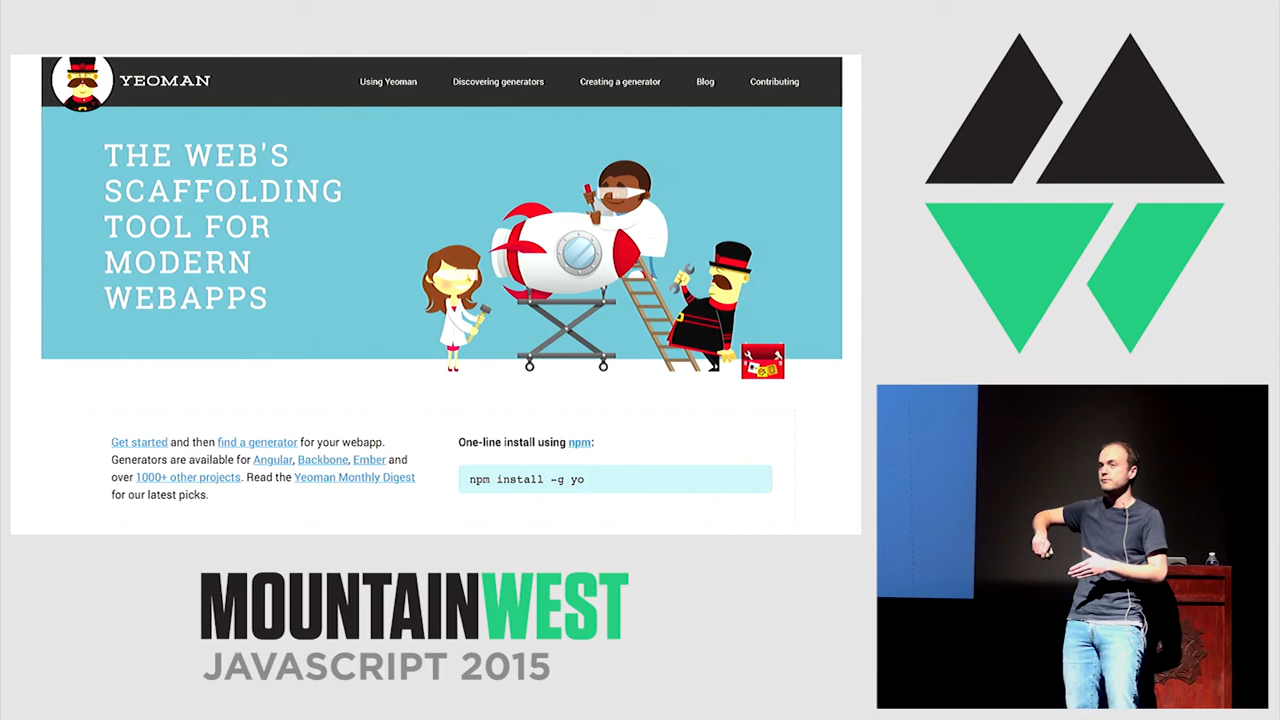 YEOMAN
Using Yeoman
Discovering generators
Creating a generator
Blog
Contributing
THE WEB'S
SCAFFOLDING
TOOL FOR
MODERN
WEBAPPS
Get started and then find a generator for your webapp.
Generators are available for Angular, Backbone, Ember and
over 1000+ other projects. Read the Yeoman Monthly Digest
for our latest picks.
One-line install using npm:
npm install -g yo
MOUNTAINWEST
JAVASCRIPT 2015